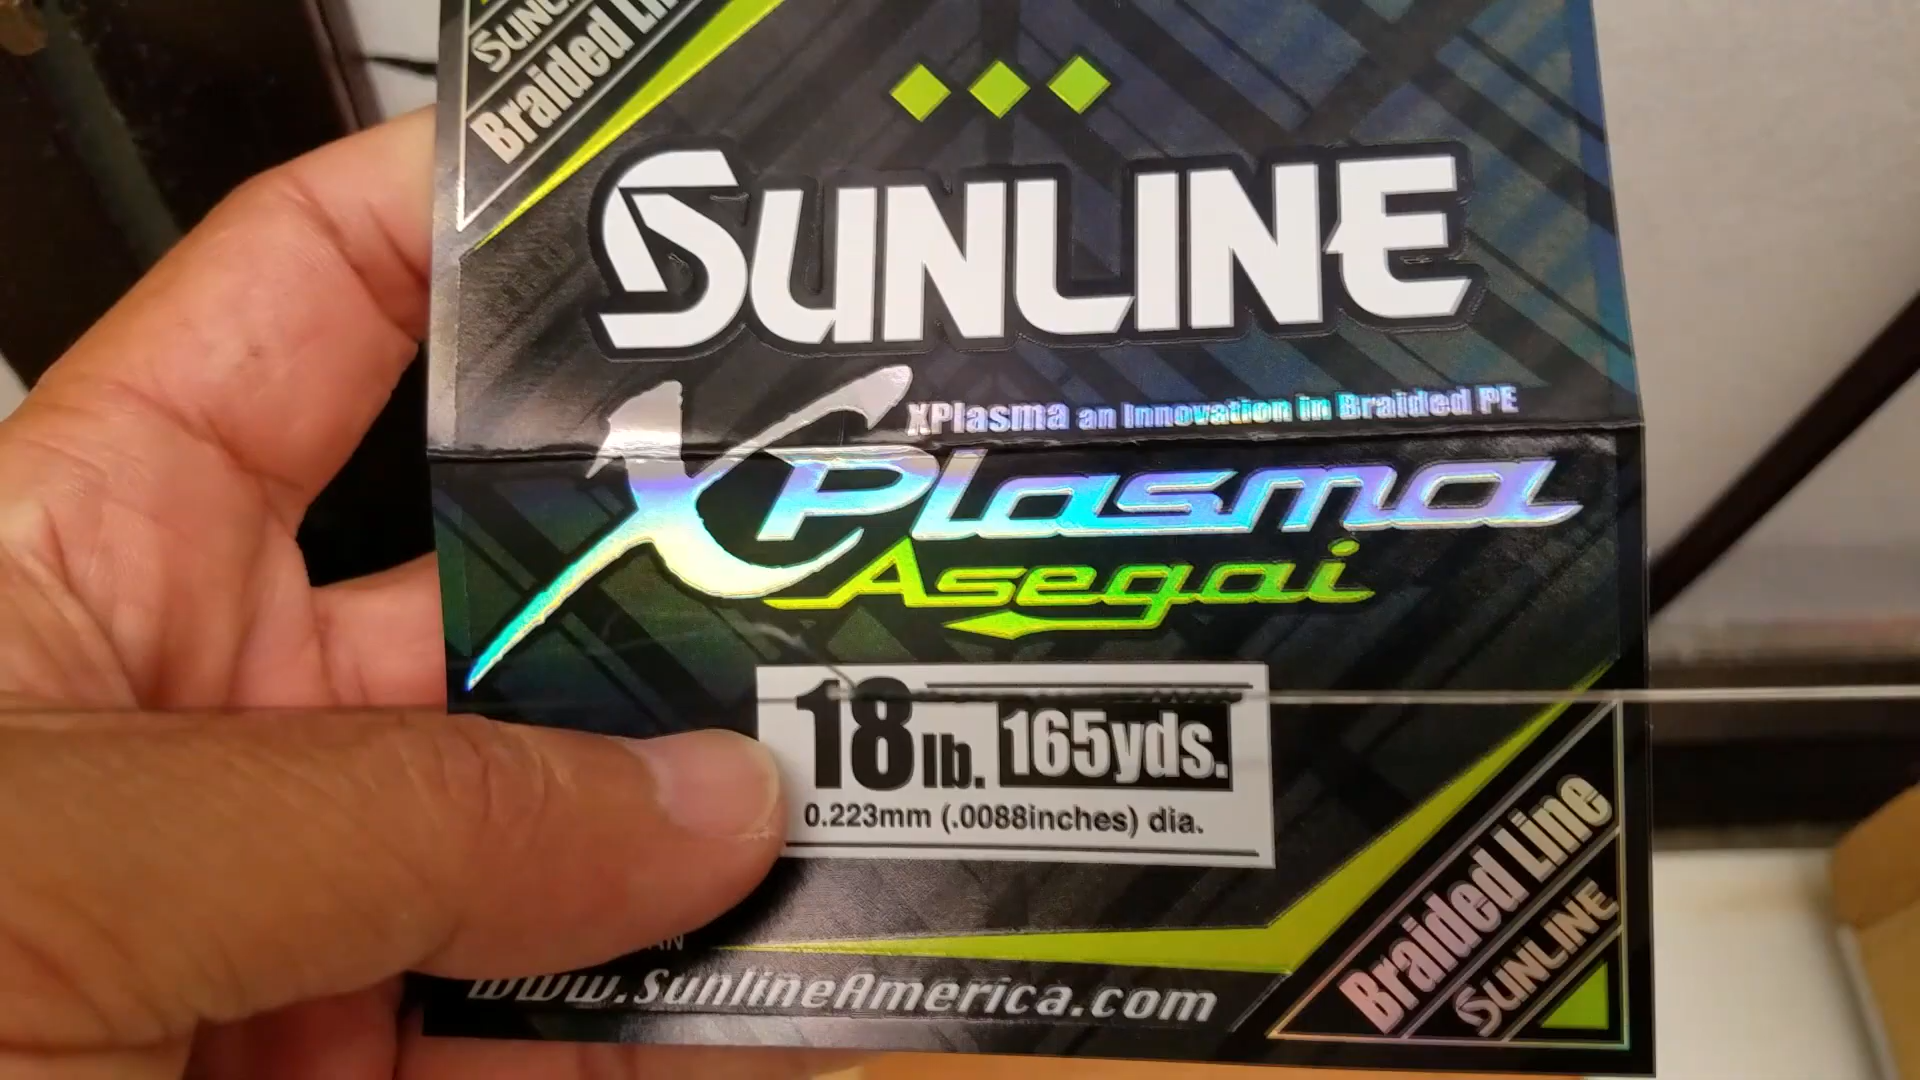 Braided
SUNLINE
XPlasma an Innovation in Braided PE
XPlasma
Asegai
18lb. 165yds.
0.223mm (.0088inches) dia.
www.SunlineAmerica.com
Braided Line
SUNLINE